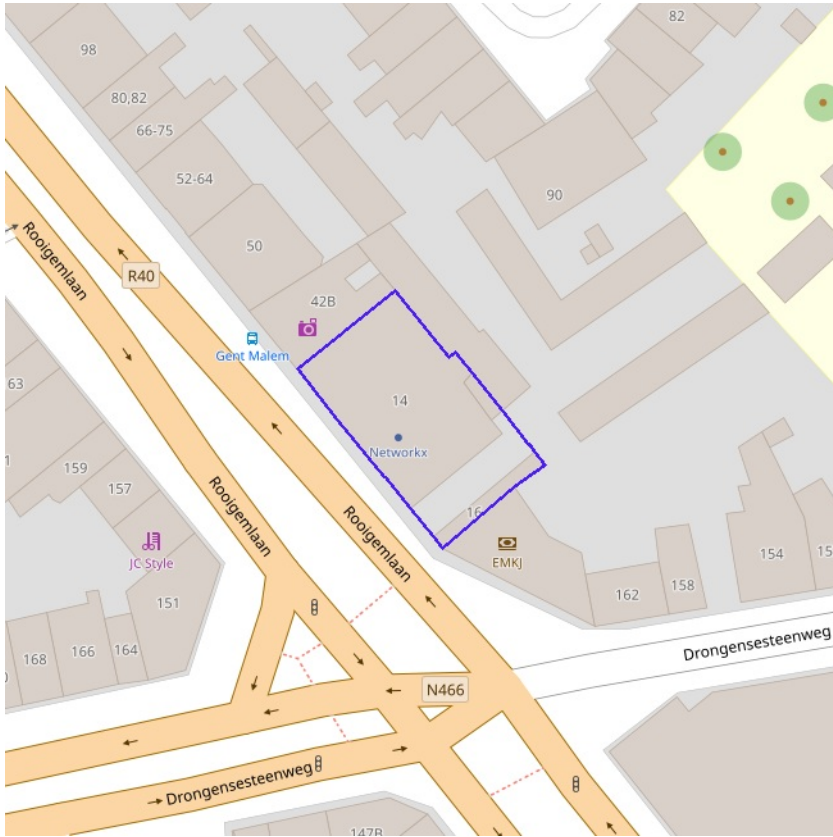 82
98
80,82
66-75
52-64
90
50
Rooigemlaan
R40
42B
Gent Malem
63
14
Networkx
159
157
Rooigemlaan
Rooigemlaan
16
EMKJ
JC Style
154
15
162
158
151
164
166
168
Drongensesteenweg
N466
Drongensesteenweg
147B